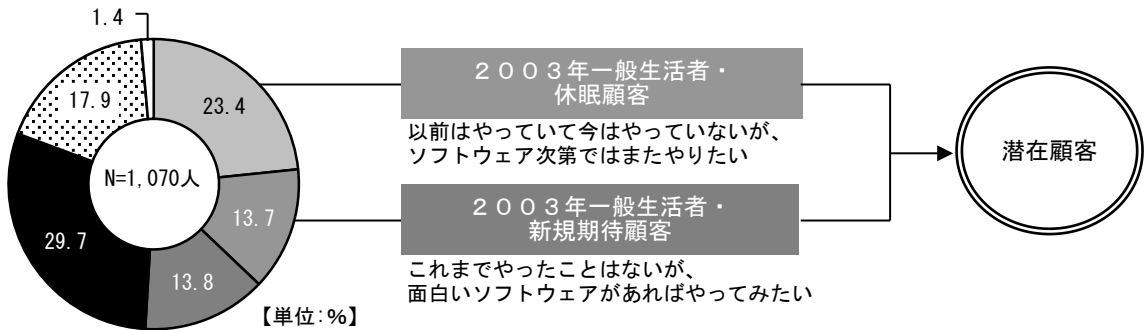 1.4
17.9
23.4
N=1,070人
29.7
13.7
13.8
【単位:%】
2003年一般生活者・
休眠顧客
以前はやっていて今はやっていないが、
ソフトウェア次第ではまたやりたい
2003年一般生活者・
新規期待顧客
これまでやったことはないが、
面白いソフトウェアがあればやってみたい
潜在顧客